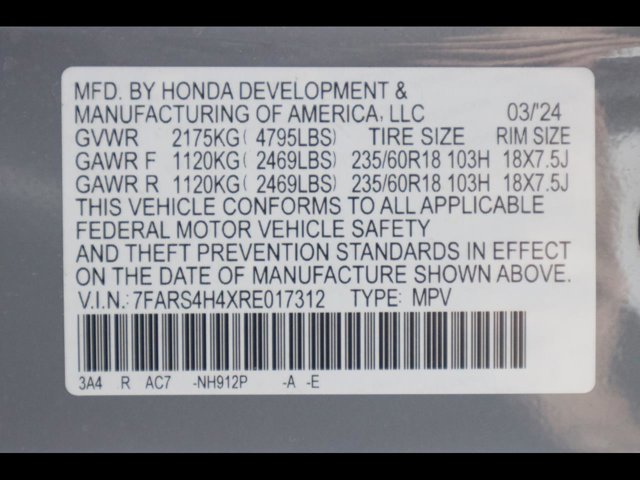 MFD. BY HONDA DEVELOPMENT &
MANUFACTURING OF AMERICA, LLC 03/'24
GVWR 2175KG( 4795LBS) TIRE SIZE RIM SIZE
GAWR F 1120KG( 2469LBS) 235/60R18 103H 18X7.5J
GAWR R 1120KG( 2469LBS) 235/60R18 103H 18X7.5J
THIS VEHICLE CONFORMS TO ALL APPLICABLE
FEDERAL MOTOR VEHICLE SAFETY
AND THEFT PREVENTION STANDARDS IN EFFECT
ON THE DATE OF MANUFACTURE SHOWN ABOVE.
V.I.N.:7FARS4H4XRE017312 TYPE: MPV
3A4 R AC7 -NH912P -A -E